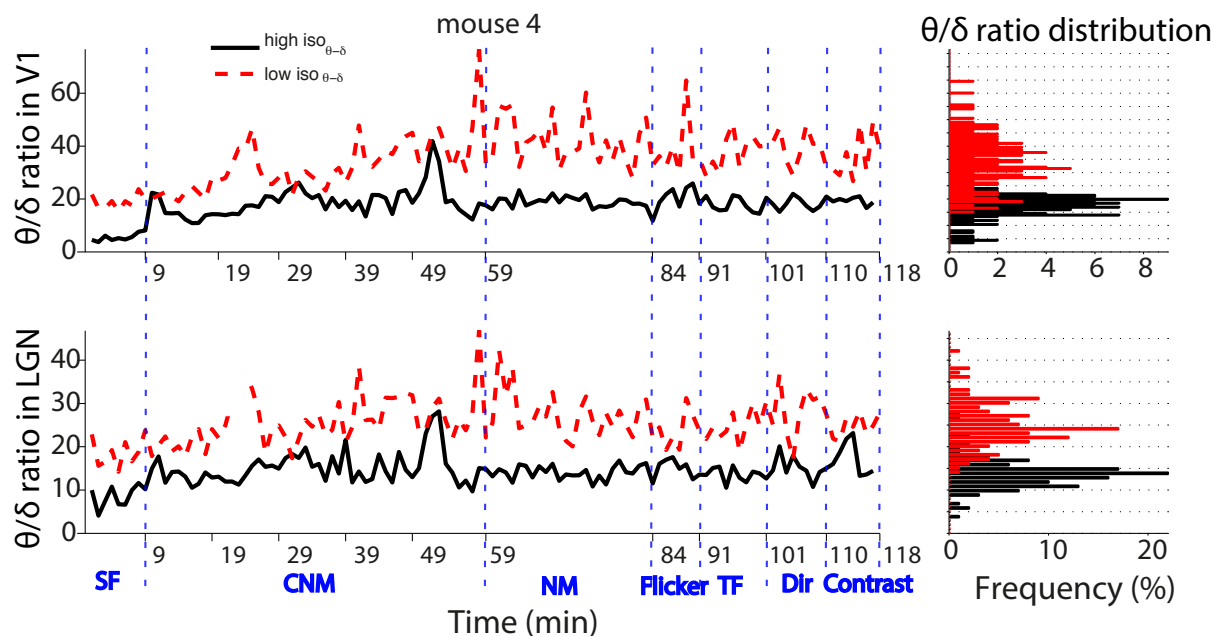 mouse 4
θ/δ ratio distribution
high iso θ−δ
low iso θ−δ
θ/δ ratio in V1
60
40
20
0
9 19 29 39 49 59 84 91 101 110 118
0 2 4 6 8
θ/δ ratio in LGN
40
30
20
10
0
9 19 29 39 49 59 84 91 101 110 118
0 10 20
SF CNM NM Flicker TF Dir Contrast
Time (min)
Frequency (%)